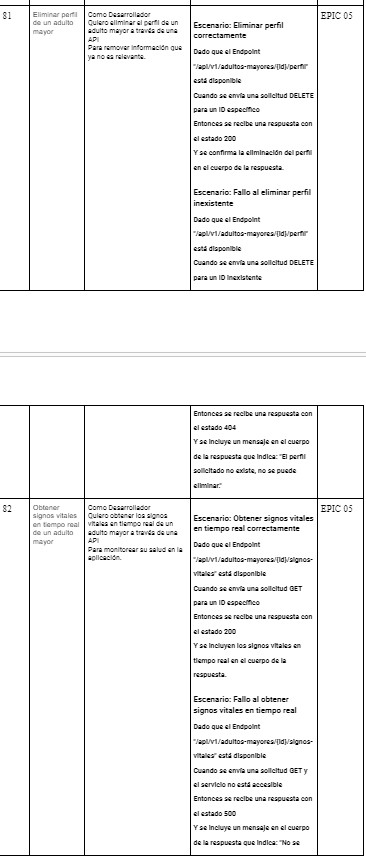 81
Eliminar perfil
de un adulto
mayor
Como Desarrollador
Quiero eliminar el perfil de un
adulto mayor a través de una
API
Para remover información que
ya no es relevante.
Escenario: Eliminar perfil
correctamente
Dado que el Endpoint
"/api/v1/adultos-mayores/{id}/perfil"
está disponible
Cuando se envía una solicitud DELETE
para un ID específico
Entonces se recibe una respuesta con
el estado 200
Y se confirma la eliminación del perfil
en el cuerpo de la respuesta.
Escenario: Fallo al eliminar perfil
inexistente
Dado que el Endpoint
"/api/v1/adultos-mayores/{id}/perfil"
está disponible
Cuando se envía una solicitud DELETE
para un ID inexistente
EPIC 05
Entonces se recibe una respuesta con
el estado 404
Y se incluye un mensaje en el cuerpo
de la respuesta que indica: "El perfil
solicitado no existe, no se puede
eliminar."
82
Obtener
signos vitales
en tiempo real
de un adulto
mayor
Como Desarrollador
Quiero obtener los signos
vitales en tiempo real de un
adulto mayor a través de una
API
Para monitorear su salud en la
aplicación.
Escenario: Obtener signos vitales
en tiempo real correctamente
Dado que el Endpoint
"/api/v1/adultos-mayores/{id}/signos-
vitales" está disponible
Cuando se envía una solicitud GET
para un ID específico
Entonces se recibe una respuesta con
el estado 200
Y se incluyen los signos vitales en
tiempo real en el cuerpo de la
respuesta.
Escenario: Fallo al obtener
signos vitales en tiempo real
Dado que el Endpoint
"/api/v1/adultos-mayores/{id}/signos-
vitales" está disponible
Cuando se envía una solicitud GET y
el servicio no está accesible
Entonces se recibe una respuesta con
el estado 500
Y se incluye un mensaje en el cuerpo
de la respuesta que indica: "No se
EPIC 05